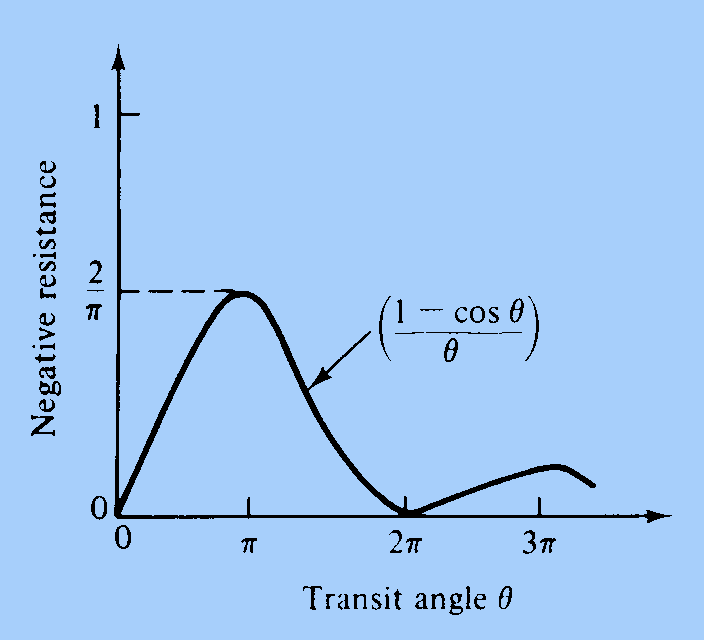 Negative resistance
1
2
π
0
(1 − cos θ
θ)
0
π
2π
3π
Transit angle θ